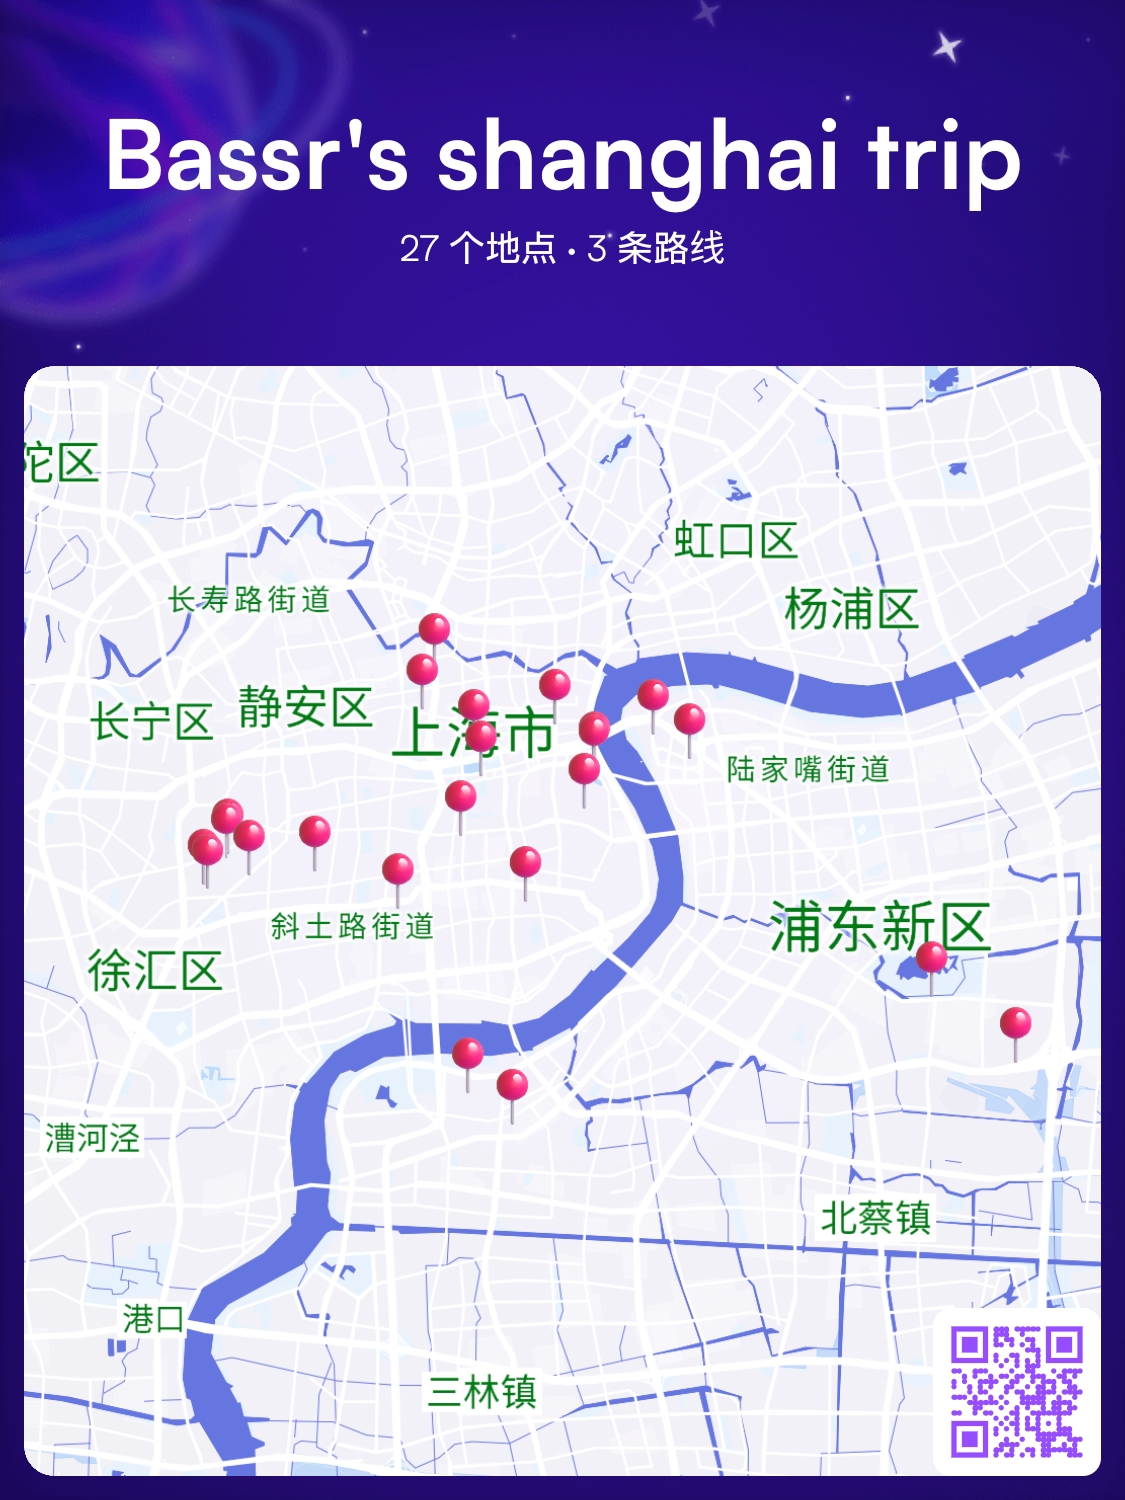 Bassr's shanghai trip
27 个地点 · 3 条路线
陀区
虹口区
长寿路街道
杨浦区
静安区
长宁区
上海市
陆家嘴街道
浦东新区
斜土路街道
徐汇区
漕河泾
北蔡镇
港口
三林镇